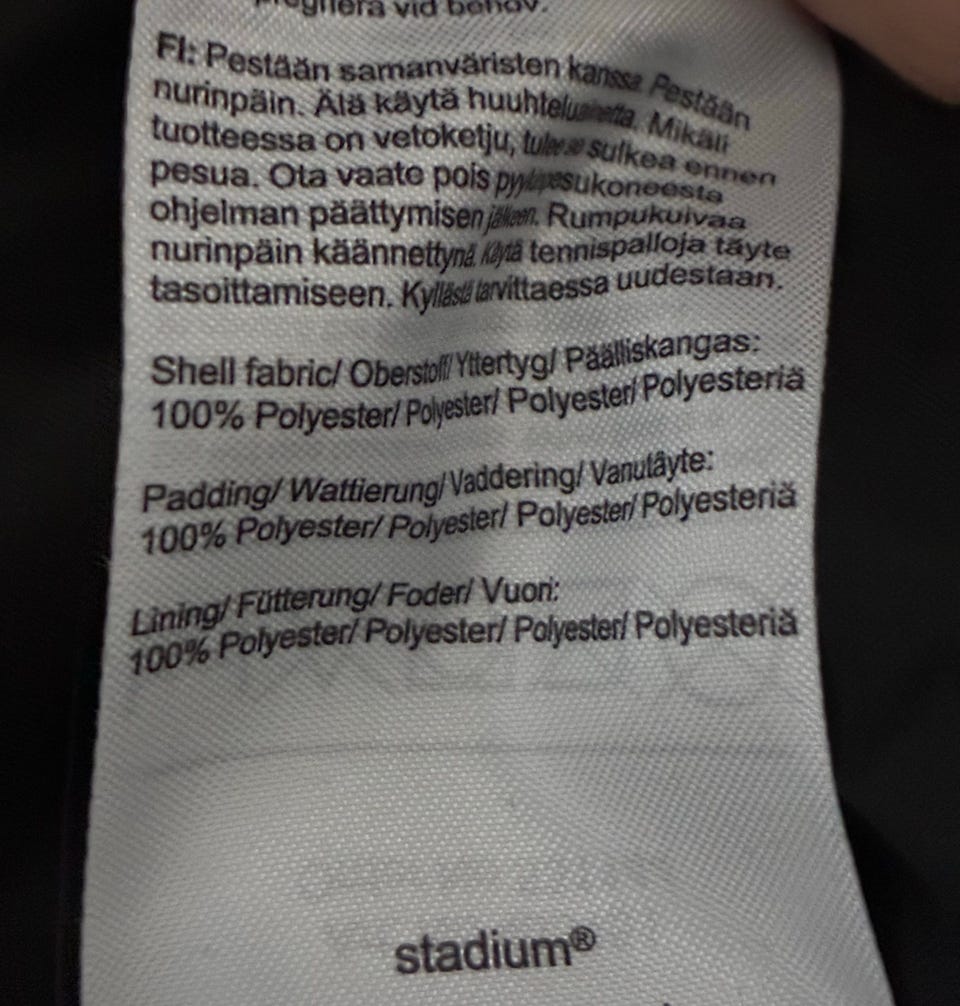 vid behov.
FI: Pestään samanväristen kanssa. Pestään
nurinpäin. Älä käytä huuhteluainetta. Mikäli
tuotteessa on vetoketju, tulee se sulkea ennen
pesua. Ota vaate pois pyykinpesukoneesta
ohjelman päättymisen jälkeen. Rumpukuivaa
nurinpäin käännettynä. Käytä tennispalloja täyte
tasoittamiseen. Kyllästä tarvittaessa uudestaan.
Shell fabric/ Oberstoff/ Yttertyg/ Päälliskangas:
100% Polyester/ Polyester/ Polyester/ Polyesteriä
Padding/ Wattierung/ Vaddering/ Vanutäyte:
100% Polyester/ Polyester/ Polyester/ Polyesteriä
Lining/ Fütterung/ Foder/ Vuori:
100% Polyester/ Polyester/ Polyester/ Polyesteriä
stadium®